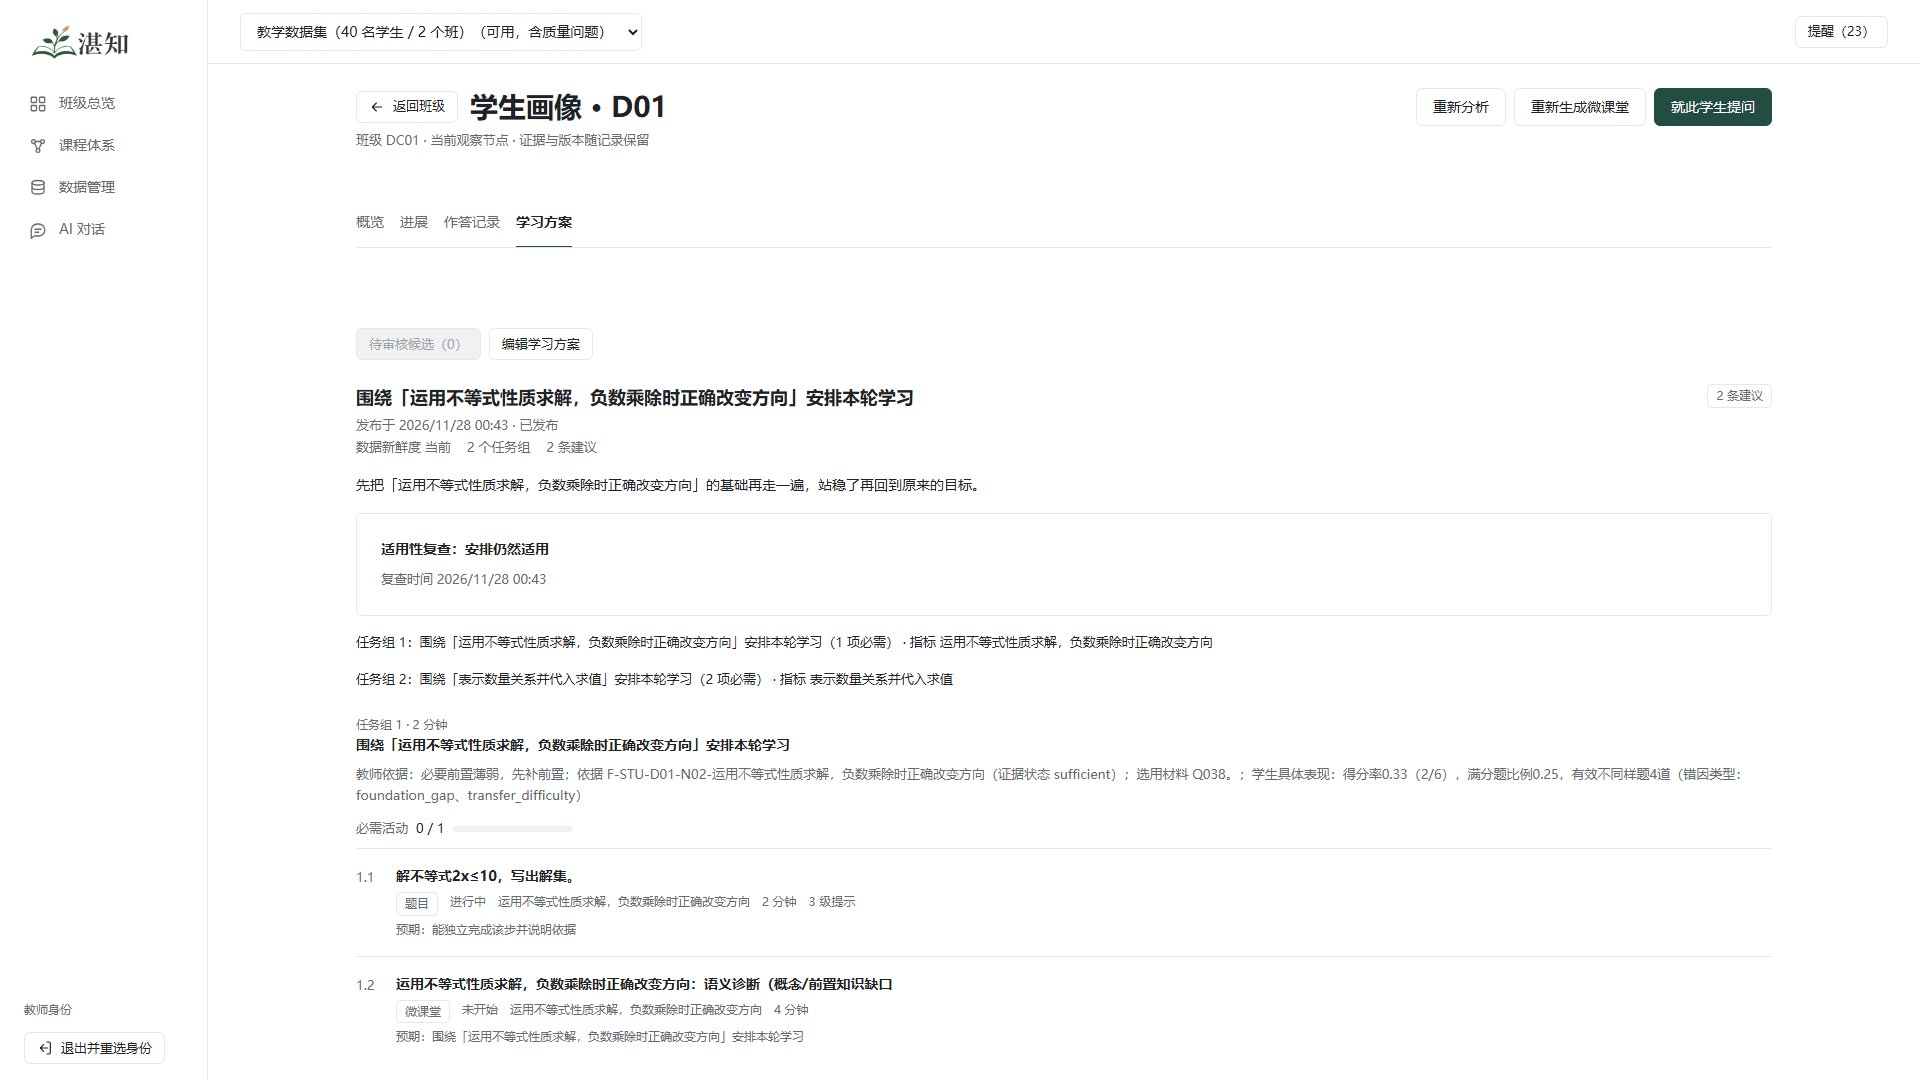 湛知
教学数据集（40 名学生 / 2 个班）（可用，含质量问题）
提醒（23）
班级总览
课程体系
数据管理
AI 对话
返回班级
学生画像 • D01
班级 DC01 · 当前观察节点 · 证据与版本随记录保留
重新分析
重新生成微课堂
就此学生提问
概览
进展
作答记录
学习方案
待审核候选（0）
编辑学习方案
围绕「运用不等式性质求解，负数乘除时正确改变方向」安排本轮学习
2 条建议
发布于 2026/11/28 00:43 · 已发布
数据新鲜度 当前 2 个任务组 2 条建议
先把「运用不等式性质求解，负数乘除时正确改变方向」的基础再走一遍，站稳了再回到原来的目标。
适用性复查：安排仍然适用
复查时间 2026/11/28 00:43
任务组 1：围绕「运用不等式性质求解，负数乘除时正确改变方向」安排本轮学习（1 项必需） · 指标 运用不等式性质求解，负数乘除时正确改变方向
任务组 2：围绕「表示数量关系并代入求值」安排本轮学习（2 项必需） · 指标 表示数量关系并代入求值
任务组 1 · 2 分钟
围绕「运用不等式性质求解，负数乘除时正确改变方向」安排本轮学习
教师依据：必要前置薄弱，先补前置；依据 F-STU-D01-N02-运用不等式性质求解，负数乘除时正确改变方向（证据状态 sufficient）；选用材料 Q038。；学生具体表现：得分率0.33（2/6），满分题比例0.25，有效不同样题4道（错因类型：
foundation_gap、transfer_difficulty）
必需活动 0 / 1
1.1 解不等式2x≤10，写出解集。
题目 进行中 运用不等式性质求解，负数乘除时正确改变方向 2 分钟 3 级提示
预期：能独立完成该步并说明依据
1.2 运用不等式性质求解，负数乘除时正确改变方向：语义诊断（概念/前置知识缺口
微课堂 未开始 运用不等式性质求解，负数乘除时正确改变方向 4 分钟
预期：围绕「运用不等式性质求解，负数乘除时正确改变方向」安排本轮学习
教师身份
退出并重选身份